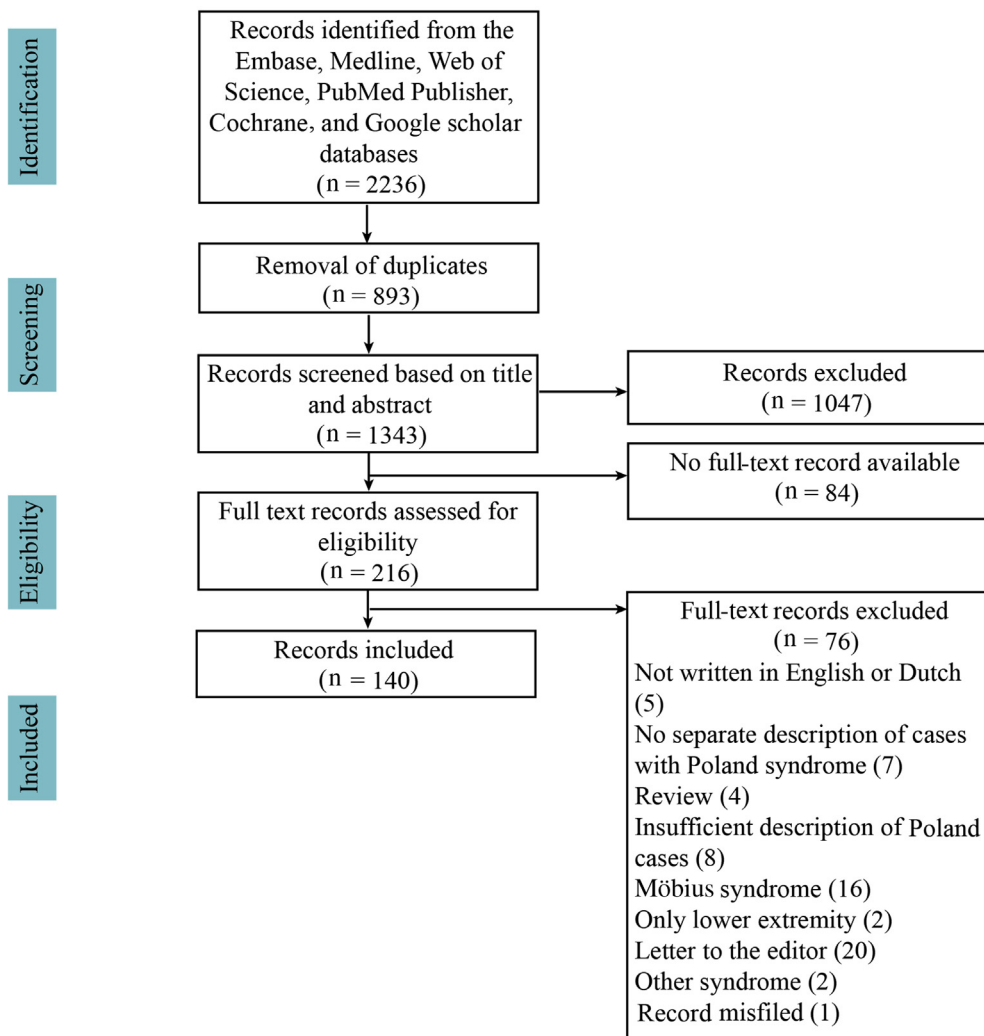 Identification
Records identified from the
Embase, Medline, Web of
Science, PubMed Publisher,
Cochrane, and Google scholar
databases
(n = 2236)
Removal of duplicates
(n = 893)
Screening
Records screened based on title
and abstract
(n = 1343)
Records excluded
(n = 1047)
No full-text record available
(n = 84)
Eligibility
Full text records assessed for
eligibility
(n = 216)
Full-text records excluded
(n = 76)
Not written in English or Dutch
(5)
No separate description of cases
with Poland syndrome (7)
Review (4)
Insufficient description of Poland
cases (8)
Möbius syndrome (16)
Only lower extremity (2)
Letter to the editor (20)
Other syndrome (2)
Record misfiled (1)
Included
Records included
(n = 140)